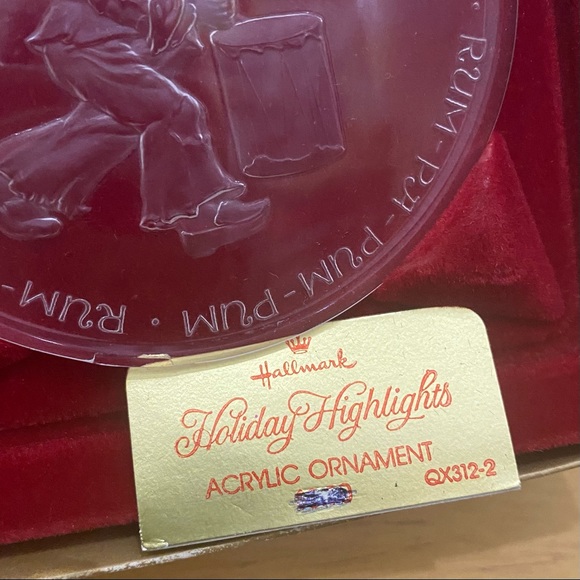 · RUM-PA-PUM-PUM · RUM-
Hallmark
Holiday Highlights
ACRYLIC ORNAMENT
QX312-2